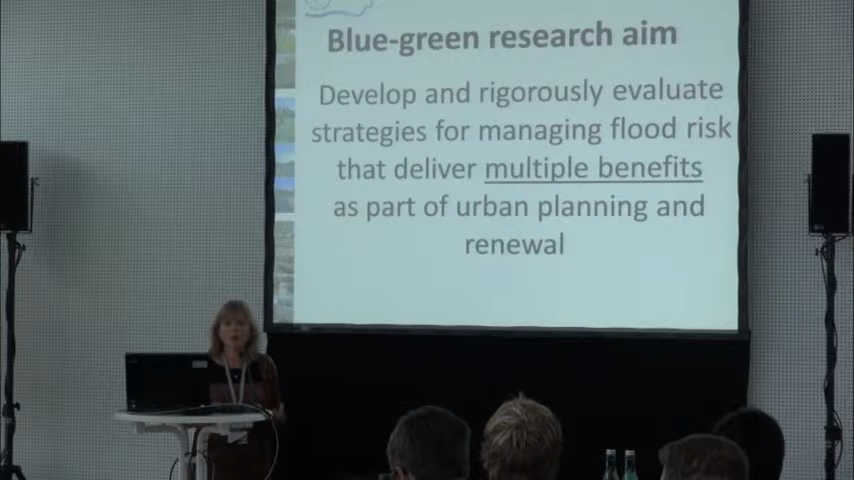 Blue-green research aim
Develop and rigorously evaluate
strategies for managing flood risk
that deliver multiple benefits
as part of urban planning and
renewal